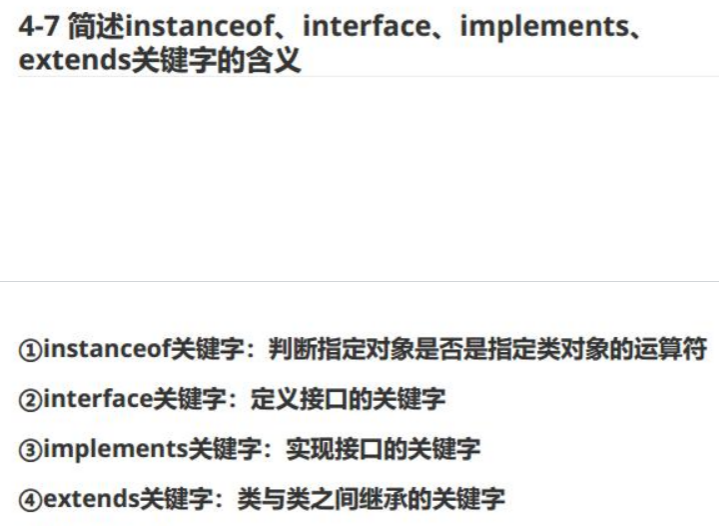 4-7 简述instanceof、interface、implements、
extends关键字的含义
①instanceof关键字：判断指定对象是否是指定类对象的运算符
②interface关键字：定义接口的关键字
③implements关键字：实现接口的关键字
④extends关键字：类与类之间继承的关键字